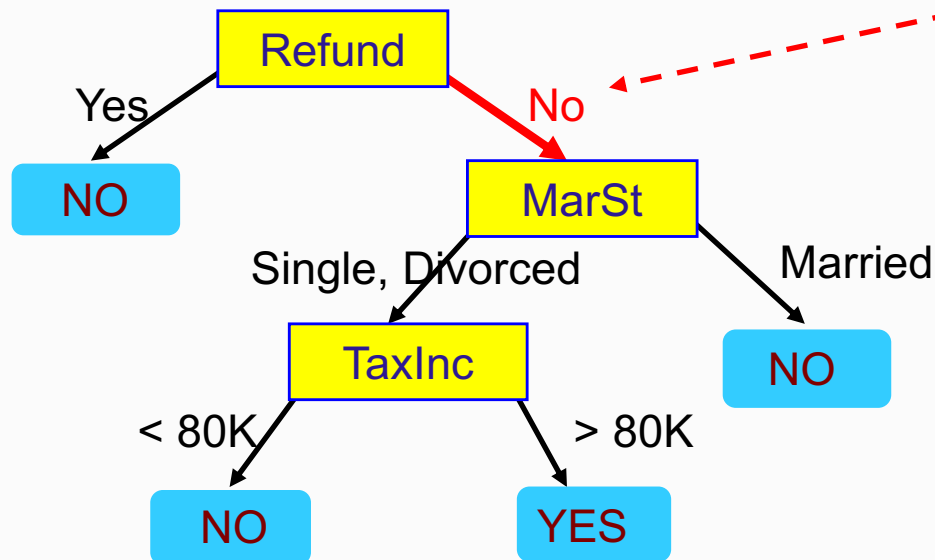 Refund
Yes
No
NO
MarSt
Single, Divorced
Married
TaxInc
NO
< 80K
> 80K
NO
YES